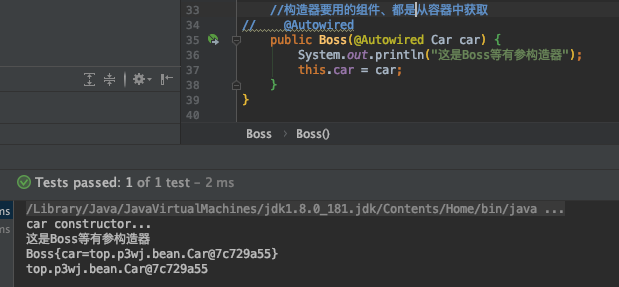 33 //构造器要用的组件、都是从容器中获取
34 // @Autowired
35 public Boss(@Autowired Car car) {
36 System.out.println("这是Boss等有参构造器");
37 this.car = car;
38 }
39 }
40
Boss > Boss()
Tests passed: 1 of 1 test – 2 ms
ms /Library/Java/JavaVirtualMachines/jdk1.8.0_181.jdk/Contents/Home/bin/java ...
ms car constructor...
这是Boss等有参构造器
Boss{car=top.p3wj.bean.Car@7c729a55}
top.p3wj.bean.Car@7c729a55